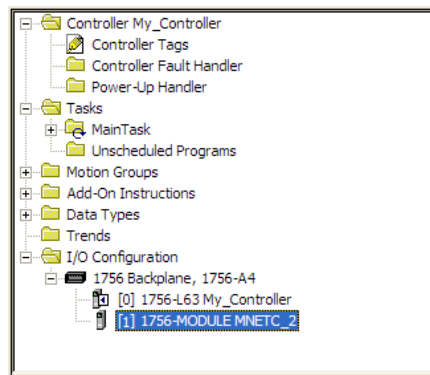 Controller My_Controller
Controller Tags
Controller Fault Handler
Power-Up Handler
Tasks
MainTask
Unscheduled Programs
Motion Groups
Add-On Instructions
Data Types
Trends
I/O Configuration
1756 Backplane, 1756-A4
[0] 1756-L63 My_Controller
[1] 1756-MODULE MNETC_2